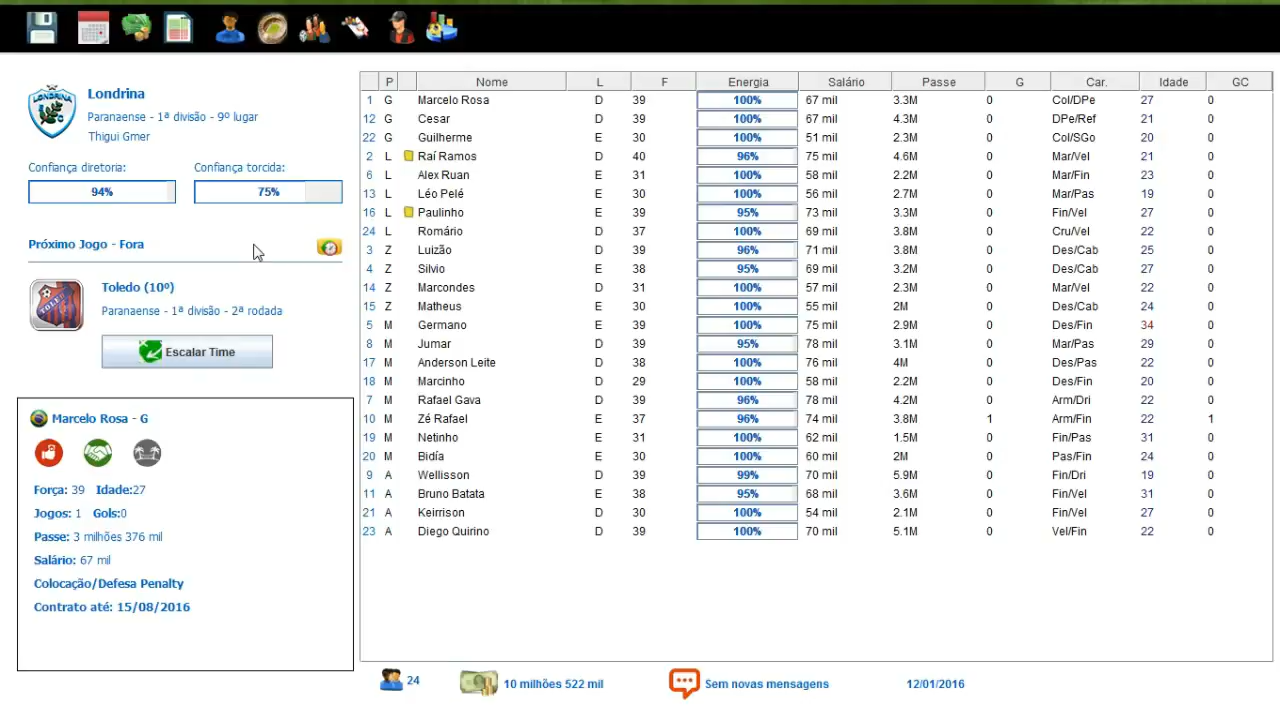 Londrina
Paranaense - 1ª divisão - 9º lugar
Thigui Gmer
Confiança diretoria: Confiança torcida:
94% 75%
Próximo Jogo - Fora
Toledo (10º)
Paranaense - 1ª divisão - 2ª rodada
Escalar Time
Marcelo Rosa - G
Força: 39 Idade:27
Jogos: 1 Gols:0
Passe: 3 milhões 376 mil
Salário: 67 mil
Colocação/Defesa Penalty
Contrato até: 15/08/2016
P Nome L F Energia Salário Passe G Car. Idade GC
1 G Marcelo Rosa D 39 100% 67 mil 3.3M 0 Col/DPe 27 0
12 G Cesar D 39 100% 67 mil 4.3M 0 DPe/Ref 21 0
22 G Guilherme E 30 100% 51 mil 2.3M 0 Col/SGo 20 0
2 L Raí Ramos D 40 96% 75 mil 4.6M 0 Mar/Vel 21 0
6 L Alex Ruan E 31 100% 58 mil 2.2M 0 Mar/Fin 23 0
13 L Léo Pelé E 30 100% 56 mil 2.7M 0 Mar/Pas 19 0
16 L Paulinho E 39 95% 73 mil 3.3M 0 Fin/Vel 27 0
24 L Romário D 37 100% 69 mil 3.8M 0 Cru/Vel 22 0
3 Z Luizão D 39 96% 71 mil 3.8M 0 Des/Cab 25 0
4 Z Silvio E 38 95% 69 mil 3.2M 0 Des/Cab 27 0
14 Z Marcondes D 31 100% 57 mil 2.3M 0 Mar/Vel 22 0
15 Z Matheus E 30 100% 55 mil 2M 0 Des/Cab 24 0
5 M Germano E 39 100% 75 mil 2.9M 0 Des/Fin 34 0
8 M Jumar D 39 95% 78 mil 3.1M 0 Mar/Pas 29 0
17 M Anderson Leite D 38 100% 76 mil 4M 0 Des/Pas 22 0
18 M Marcinho D 29 100% 58 mil 2.2M 0 Des/Fin 20 0
7 M Rafael Gava D 39 96% 78 mil 4.2M 0 Arm/Dri 22 0
10 M Zé Rafael E 37 96% 74 mil 3.8M 1 Arm/Fin 22 1
19 M Netinho E 31 100% 62 mil 1.5M 0 Fin/Pas 31 0
20 M Bidía E 30 100% 60 mil 2M 0 Pas/Fin 24 0
9 A Wellisson D 39 99% 70 mil 5.9M 0 Fin/Dri 19 0
11 A Bruno Batata E 38 95% 68 mil 3.6M 0 Fin/Vel 31 0
21 A Keirrison D 30 100% 54 mil 2.1M 0 Fin/Vel 27 0
23 A Diego Quirino D 39 100% 70 mil 5.1M 0 Vel/Fin 22 0
24 10 milhões 522 mil Sem novas mensagens 12/01/2016